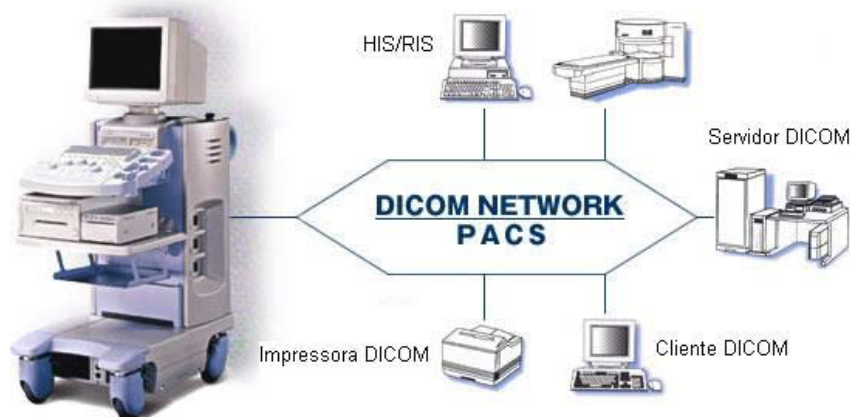 HIS/RIS
Servidor DICOM
DICOM NETWORK
PACS
Impressora DICOM
Cliente DICOM